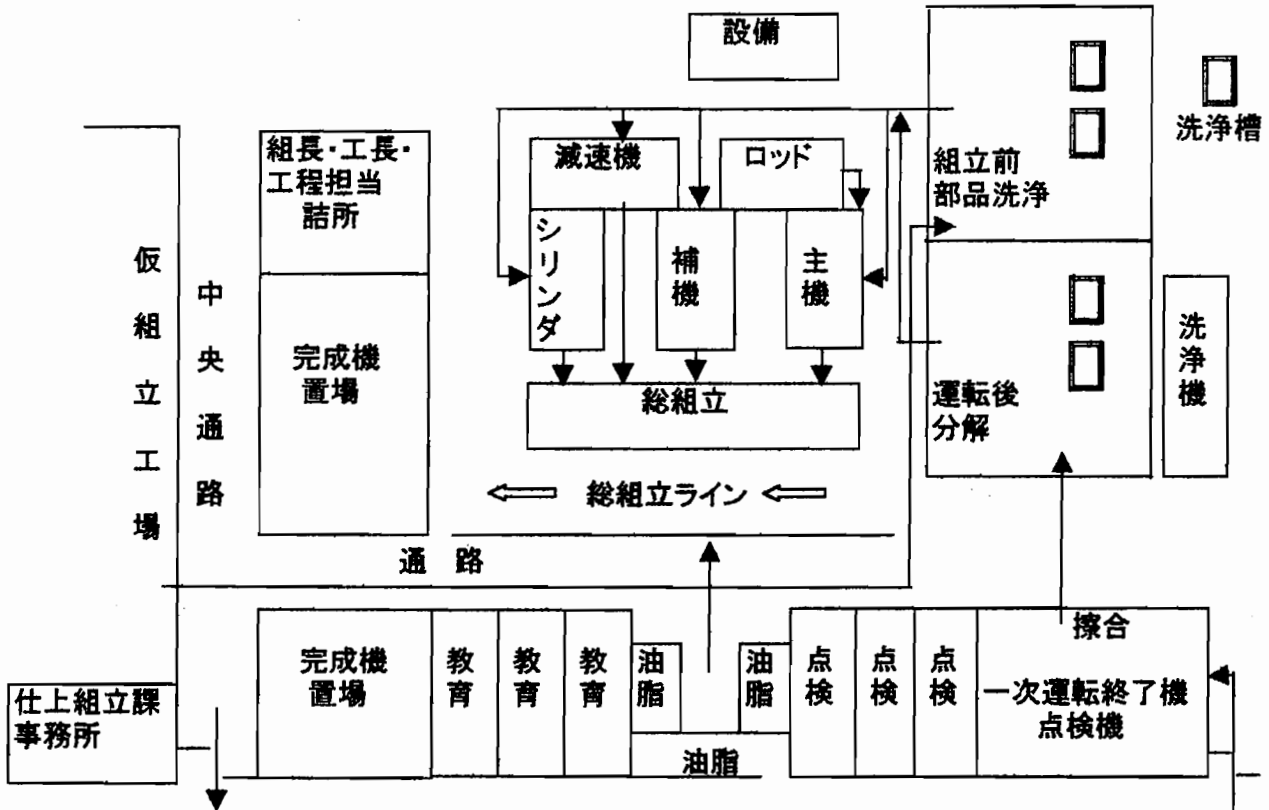 設備
洗浄槽
組長・工長・
工程担当
詰所
減速機
ロッド
組立前
部品洗浄
シリンダ
補機
主機
仮組立工場
中央通路
完成機
置場
洗浄機
総組立
運転後
分解
総組立ライン
通 路
完成機
置場
教育
教育
教育
油脂
油脂
点検
点検
点検
擦合
一次運転終了機
点検機
仕上組立課
事務所
油脂